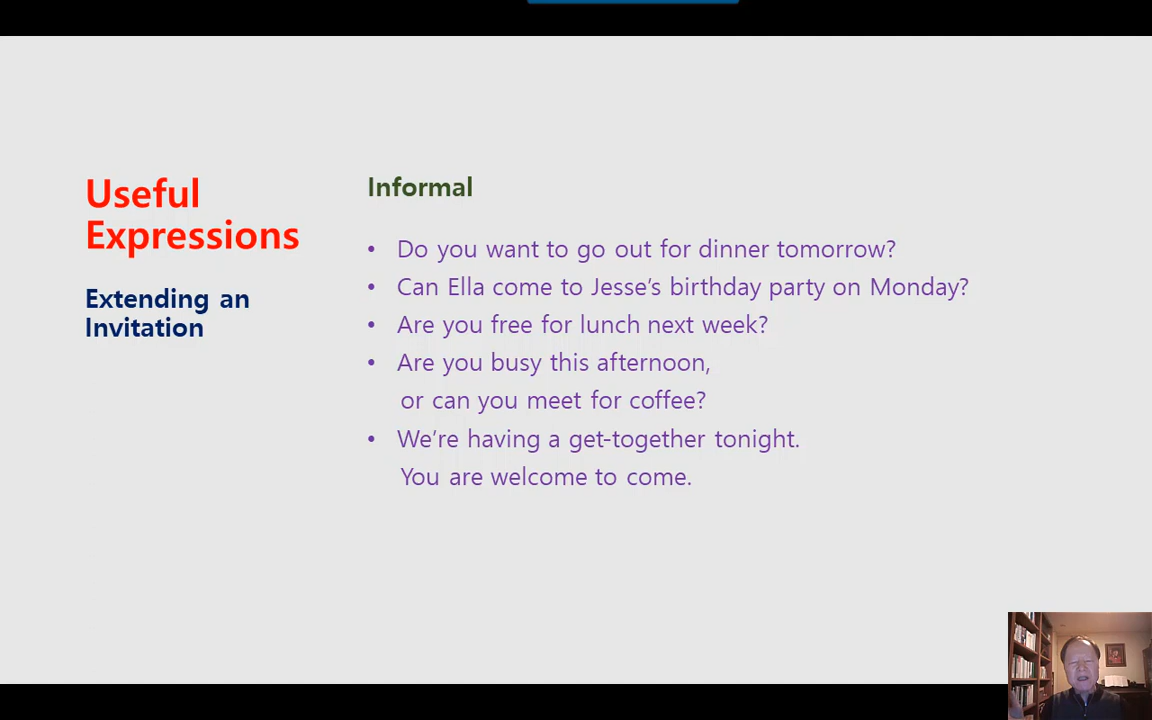 Useful
Expressions
Extending an
Invitation
Informal
• Do you want to go out for dinner tomorrow?
• Can Ella come to Jesse’s birthday party on Monday?
• Are you free for lunch next week?
• Are you busy this afternoon,
or can you meet for coffee?
• We’re having a get-together tonight.
You are welcome to come.